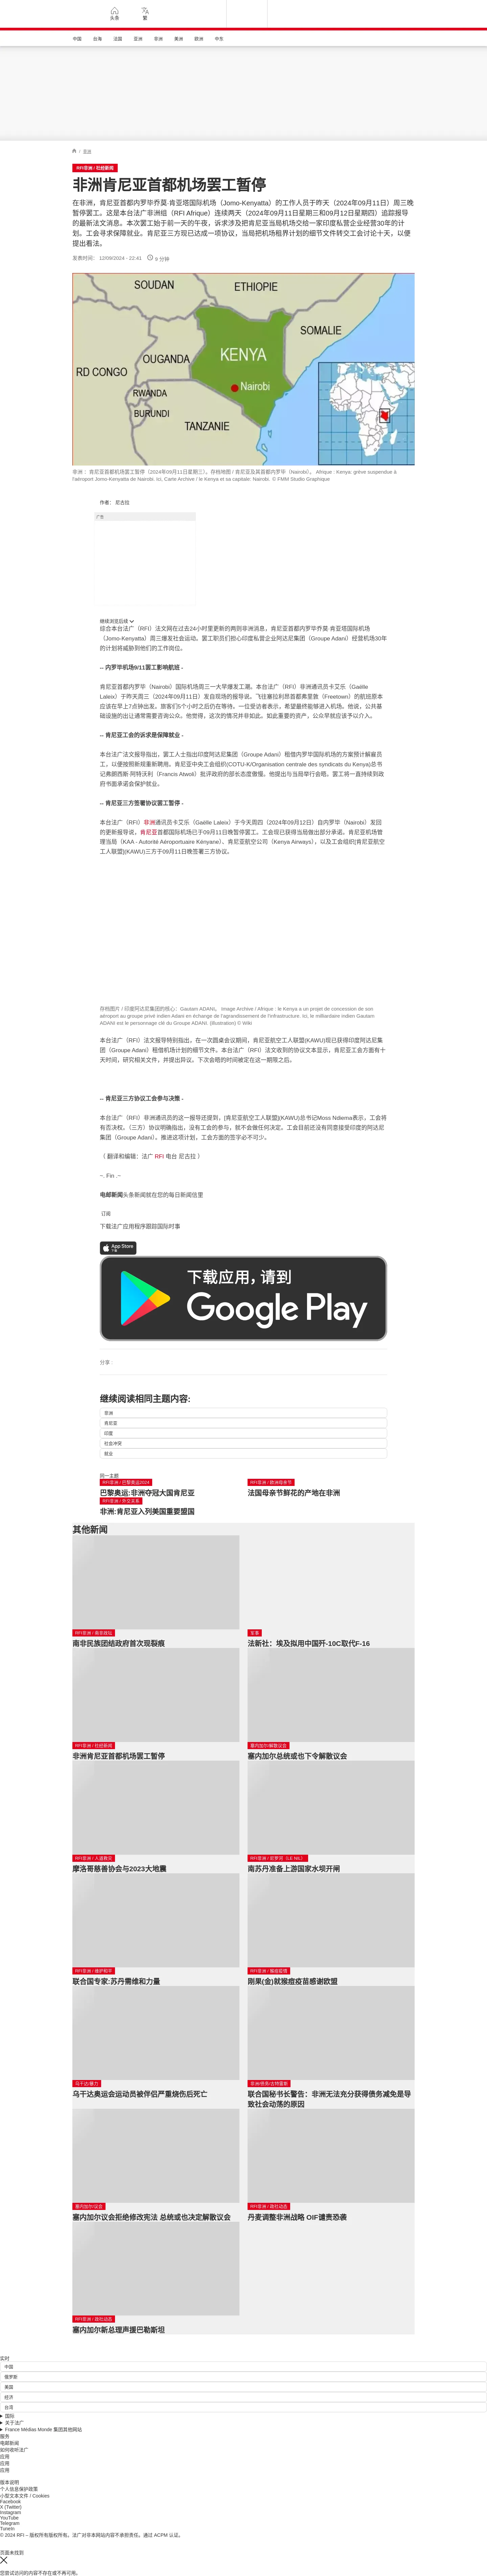 头条
繁
中国
台海
法国
亚洲
非洲
美洲
欧洲
中东
/ 非洲
RFI非洲 / 社经新闻
非洲肯尼亚首都机场罢工暂停
在非洲，肯尼亚首都内罗毕乔莫·肯亚塔国际机场（Jomo-Kenyatta）的工作人员于昨天（2024年09月11日）周三晚暂停罢工。这是本台法广非洲组（RFI Afrique）连续两天（2024年09月11日星期三和09月12日星期四）追踪报导的最新法文消息。本次罢工始于前一天的午夜，诉求涉及把肯尼亚当局机场交给一家印度私营企业经营30年的计划。工会寻求保障就业。肯尼亚三方现已达成一项协议，当局把机场租界计划的细节文件转交工会讨论十天，以便提出看法。
发表时间： 12/09/2024 - 22:41
6 分钟
SOUDAN
ETHIOPIE
SOMALIE
OUGANDA
KENYA
RD CONGO
RWANDA
Nairobi
BURUNDI
TANZANIE
非洲 ：肯尼亚首都机场罢工暂停（2024年09月11日星期三）。存档地图 / 肯尼亚及其首都内罗毕（Nairobi）。 Afrique : Kenya: grève suspendue à l'aéroport Jomo-Kenyatta de Nairobi. Ici, Carte Archive / le Kenya et sa capitale: Nairobi. © FMM Studio Graphique
作者： 尼古拉
广告
继续浏览后续
综合本台法广（RFI）法文网在过去24小时里更新的两则非洲消息，肯尼亚首都内罗毕乔莫·肯亚塔国际机场（Jomo-Kenyatta）周三爆发社会运动。罢工职员们担心印度私营企业阿达尼集团（Groupe Adani）经营机场30年的计划将威胁到他们的工作岗位。
-- 内罗毕机场9/11罢工影响航班 -
肯尼亚首都内罗毕（Nairobi）国际机场周三一大早爆发工潮。本台法广（RFI）非洲通讯员卡艾乐（Gaëlle Laleix）于昨天周三（2024年09月11日）发自现场的报导说。飞往塞拉利昂首都弗里敦（Freetown）的航班原本应该在早上7点钟出发。旅客们5个小时之后仍在等待。一位受访者表示，希望最终能够进入机场。他说，公共基础设施的出让通常需要咨询公众。他觉得，这次的情况并非如此。如此重要的资产，公众早就应该予以介入。
-- 肯尼亚工会的诉求是保障就业 -
本台法广法文报导指出，罢工人士指出印度阿达尼集团（Groupe Adani）租借内罗毕国际机场的方案预计解雇员工，以便按照新规重新聘用。肯尼亚中央工会组织(COTU-K/Organisation centrale des syndicats du Kenya)总书记弗朗西斯·阿特沃利（Francis Atwoli）批评政府的部长态度傲慢。他提出与当局举行会晤。罢工将一直持续到政府书面承诺会保护就业。
-- 肯尼亚三方签署协议罢工暂停 -
本台法广（RFI）非洲通讯员卡艾乐（Gaëlle Laleix）于今天周四（2024年09月12日）自内罗毕（Nairobi）发回的更新报导说，肯尼亚首都国际机场已于09月11日晚暂停罢工。工会现已获得当局做出部分承诺。肯尼亚机场管理当局（KAA - Autorité Aéroportuaire Kényane）、肯尼亚航空公司（Kenya Airways），以及工会组织[肯尼亚航空工人联盟](KAWU)三方于09月11日晚签署三方协议。
存档图片 / 印度阿达尼集团的核心：Gautam ADANI。 Image Archive / Afrique : le Kenya a un projet de concession de son aéroport au groupe privé indien Adani en échange de l'agrandissement de l'infrastructure. Ici, le milliardaire indien Gautam ADANI est le personnage clé du Groupe ADANI. (illustration) © Wiki
本台法广（RFI）法文报导特别指出，在一次圆桌会议期间，肯尼亚航空工人联盟(KAWU)现已获得印度阿达尼集团（Groupe Adani）租借机场计划的细节文件。本台法广（RFI）法文收到的协议文本显示，肯尼亚工会方面有十天时间，研究相关文件，并提出异议。下次会晤的时间被定在这一期限之后。
-- 肯尼亚三方协议工会参与决策 -
本台法广（RFI）非洲通讯员的这一报导还提到，[肯尼亚航空工人联盟](KAWU)总书记Moss Ndiema表示，工会将有否决权。（三方）协议明确指出，没有工会的参与，就不会做任何决定。工会目前还没有同意接受印度的阿达尼集团（Groupe Adani）。推进这项计划，工会方面的签字必不可少。
（ 翻译和编辑：法广 RFI 电台 尼古拉 ）
~. Fin .~
电邮新闻头条新闻就在您的每日新闻信里
订阅
下载法广应用程序跟踪国际时事
App Store
下载应用，请到
Google Play
分享 :
继续阅读相同主题内容:
非洲
肯尼亚
印度
社会冲突
就业
同一主题
RFI非洲 / 巴黎奥运2024
巴黎奥运:非洲夺冠大国肯尼亚
RFI非洲 / 欧洲母亲节
法国母亲节鲜花的产地在非洲
RFI非洲 / 外交关系
非洲:肯尼亚入列美国重要盟国
其他新闻
RFI非洲 / 南非政坛
南非民族团结政府首次现裂痕
军事
法新社：埃及拟用中国歼-10C取代F-16
RFI非洲 / 社经新闻
非洲肯尼亚首都机场罢工暂停
塞内加尔/解散议会
塞内加尔总统或也下令解散议会
RFI非洲 / 人道救灾
摩洛哥慈善协会与2023大地震
RFI非洲 / 尼罗河（LE NIL）
南苏丹准备上游国家水坝开闸
RFI非洲 / 维护和平
联合国专家:苏丹需维和力量
RFI非洲 / 猴痘疫情
刚果(金)就猴痘疫苗感谢欧盟
乌干达/暴力
乌干达奥运会运动员被伴侣严重烧伤后死亡
非洲/债务/古特雷斯
联合国秘书长警告：非洲无法充分获得债务减免是导致社会动荡的原因
塞内加尔/议会
塞内加尔议会拒绝修改宪法 总统或也决定解散议会
RFI非洲 / 政社动态
丹麦调整非洲战略 OIF谴责恐袭
RFI非洲 / 政社动态
塞内加尔新总理声援巴勒斯坦
实时
中国
俄罗斯
美国
经济
台湾
国际
关于法广
France Médias Monde 集团其他网站
服务
电邮新闻
如何收听法广
应用
应用
应用
版本说明
个人信息保护政策
小型文本文件 / Cookies
Facebook
X (Twitter)
Instagram
YouTube
Telegram
TuneIn
© 2024 RFI – 版权所有版权所有。法广对非本网站内容不承担责任。通过 ACPM 认证。
页面未找到
您尝试访问的内容不存在或不再可用。